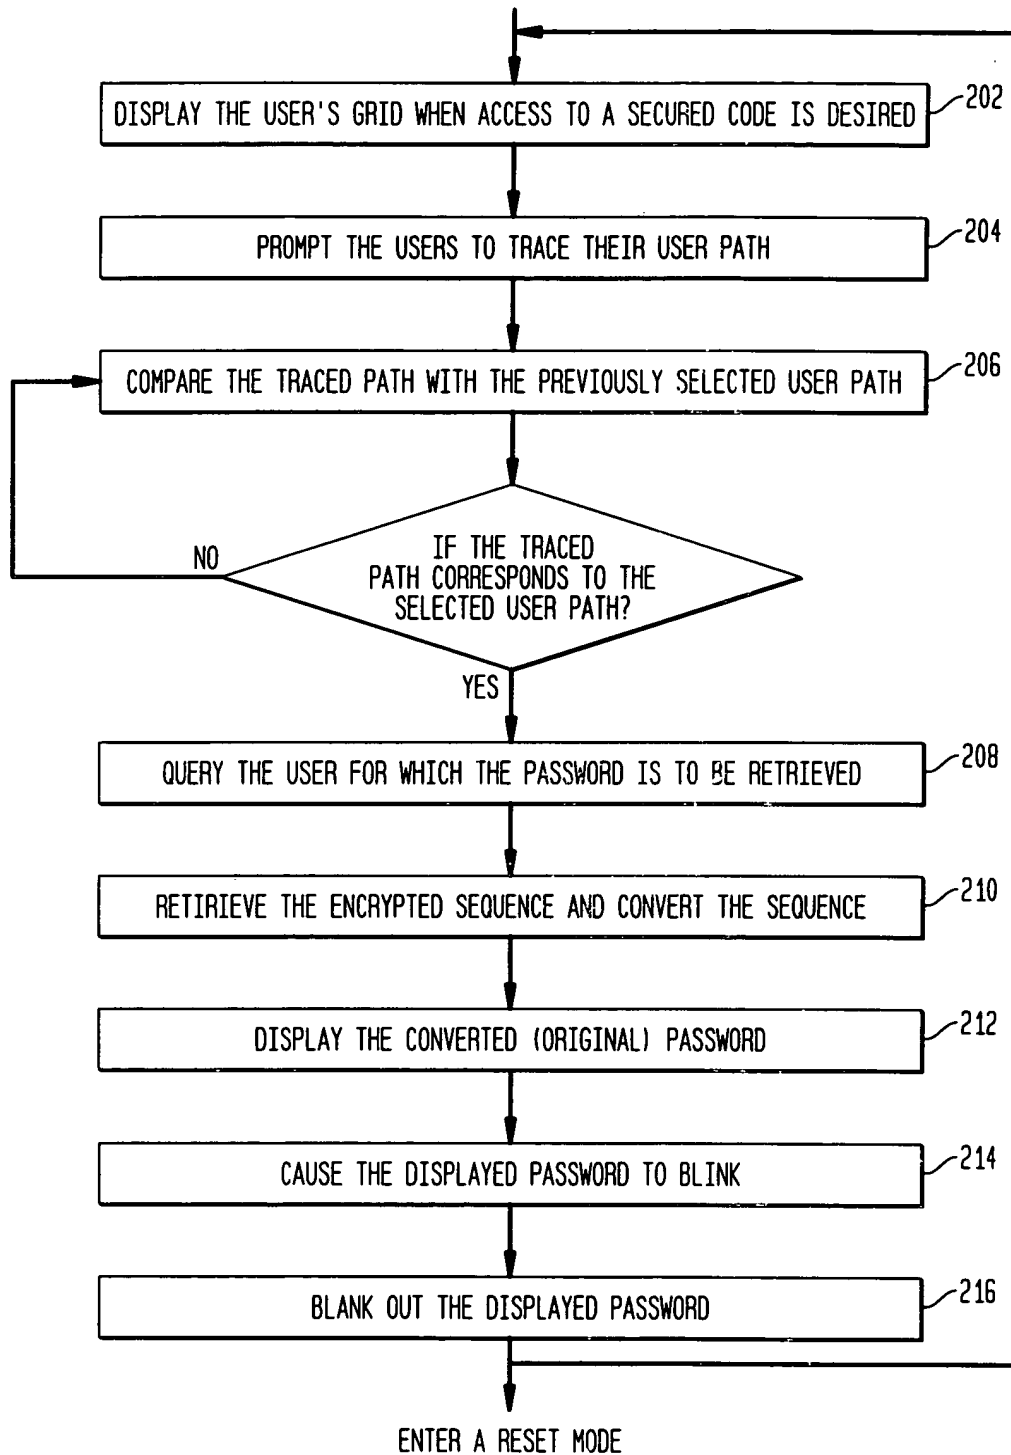 DISPLAY THE USER'S GRID WHEN ACCESS TO A SECURED CODE IS DESIRED
202
PROMPT THE USERS TO TRACE THEIR USER PATH
204
COMPARE THE TRACED PATH WITH THE PREVIOUSLY SELECTED USER PATH
206
IF THE TRACED
PATH CORRESPONDS TO THE
SELECTED USER PATH?
NO
YES
QUERY THE USER FOR WHICH THE PASSWORD IS TO BE RETRIEVED
208
RETIRIEVE THE ENCRYPTED SEQUENCE AND CONVERT THE SEQUENCE
210
DISPLAY THE CONVERTED (ORIGINAL) PASSWORD
212
CAUSE THE DISPLAYED PASSWORD TO BLINK
214
BLANK OUT THE DISPLAYED PASSWORD
216
ENTER A RESET MODE